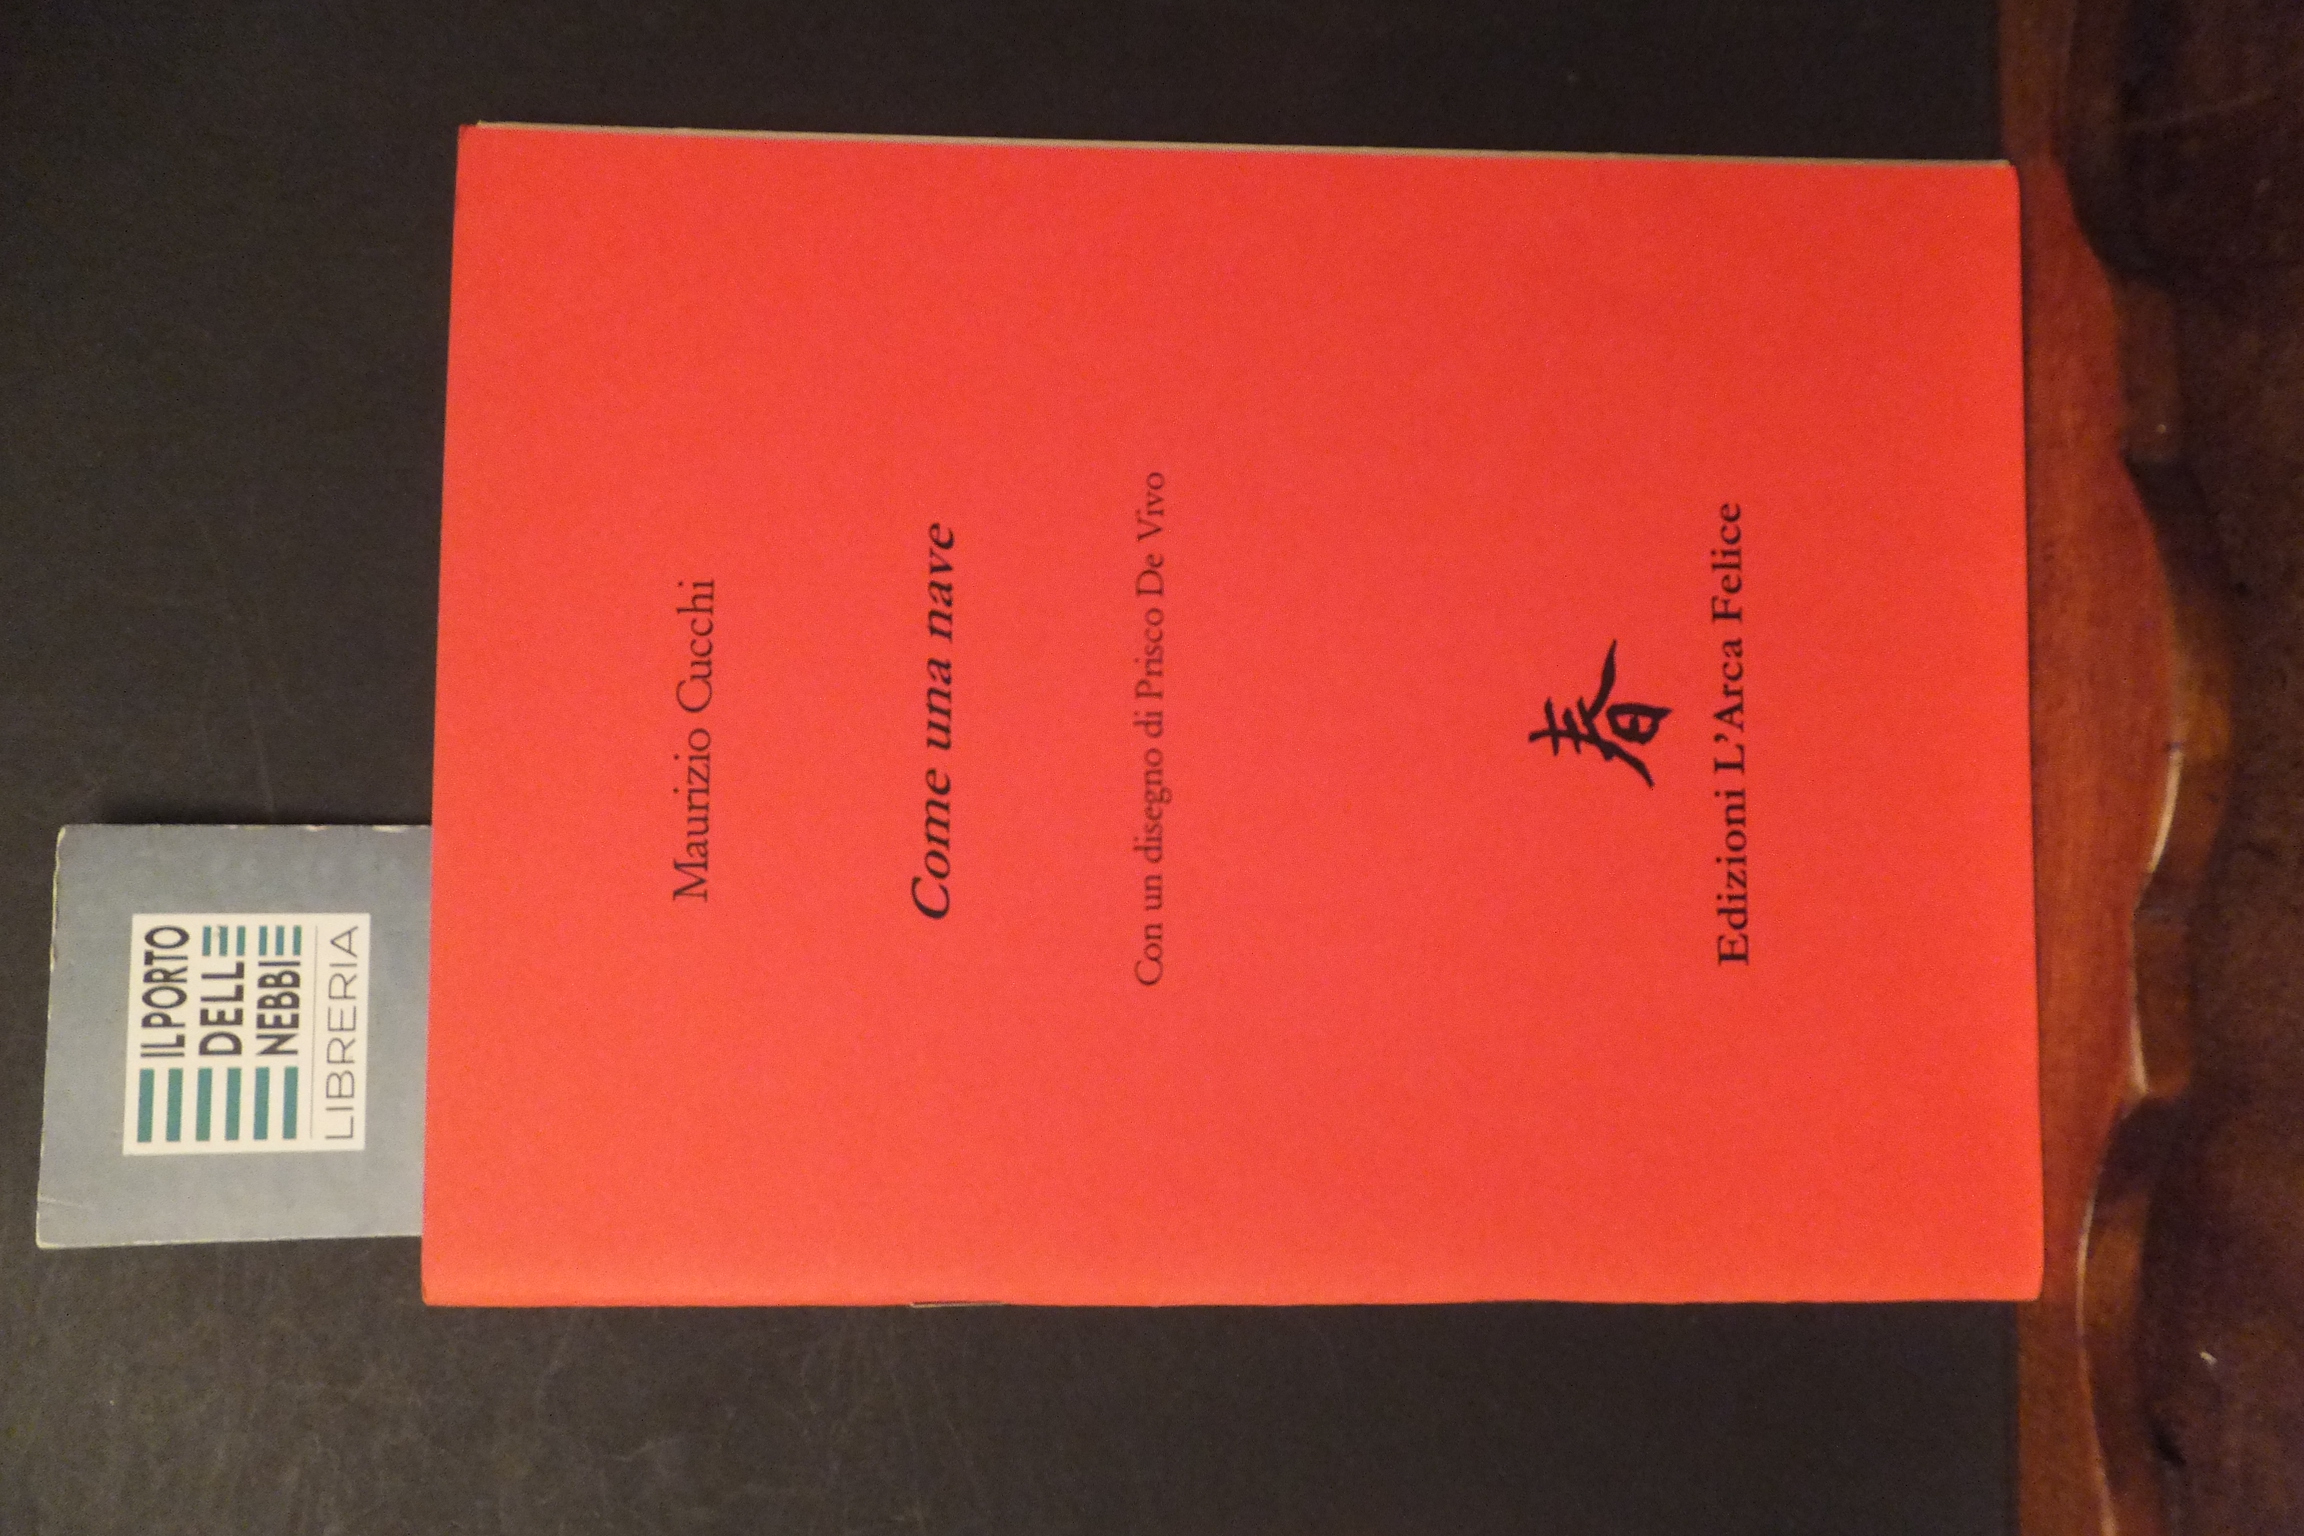 IL PORTO
DELLE
NEBBIE
LIBRERIA
Maurizio Cucchi
Come una nave
Con un disegno di Prisco De Vivo
春
Edizioni L'Arca Felice